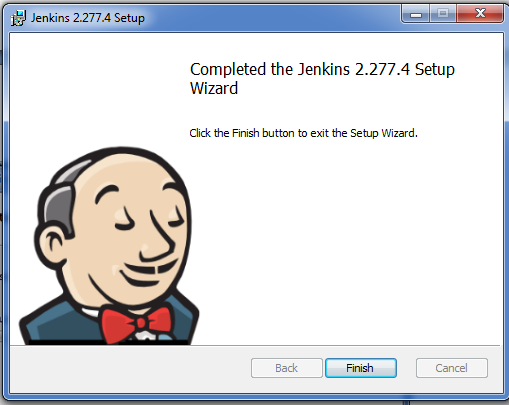 Jenkins 2.277.4 Setup
Completed the Jenkins 2.277.4 Setup
Wizard
Click the Finish button to exit the Setup Wizard.
Back
Finish
Cancel